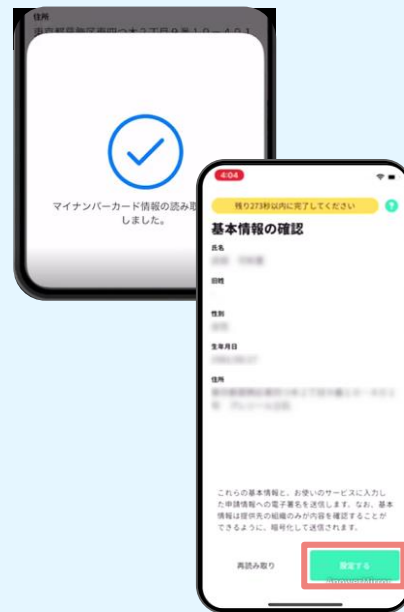 住所
マイナンバーカード情報の読み取
しました。
4:04
残り273秒以内に完了してください
?
基本情報の確認
氏名
旧姓
性別
生年月日
住所
これらの基本情報と、お使いのサービスに入力し
た申請情報への電子署名を送信します。なお、基本
情報は提供先の組織のみが内容を確認することが
できるように、暗号化して送信されます。
再読み取り
設定する